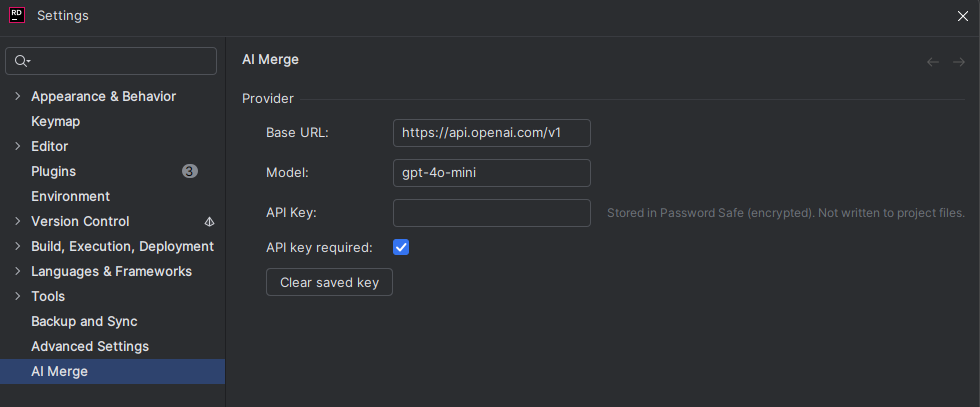 RD
Settings
Appearance & Behavior
Keymap
Editor
Plugins 3
Environment
Version Control
Build, Execution, Deployment
Languages & Frameworks
Tools
Backup and Sync
Advanced Settings
AI Merge
AI Merge
Provider
Base URL: https://api.openai.com/v1
Model: gpt-4o-mini
API Key: Stored in Password Safe (encrypted). Not written to project files.
API key required:
Clear saved key